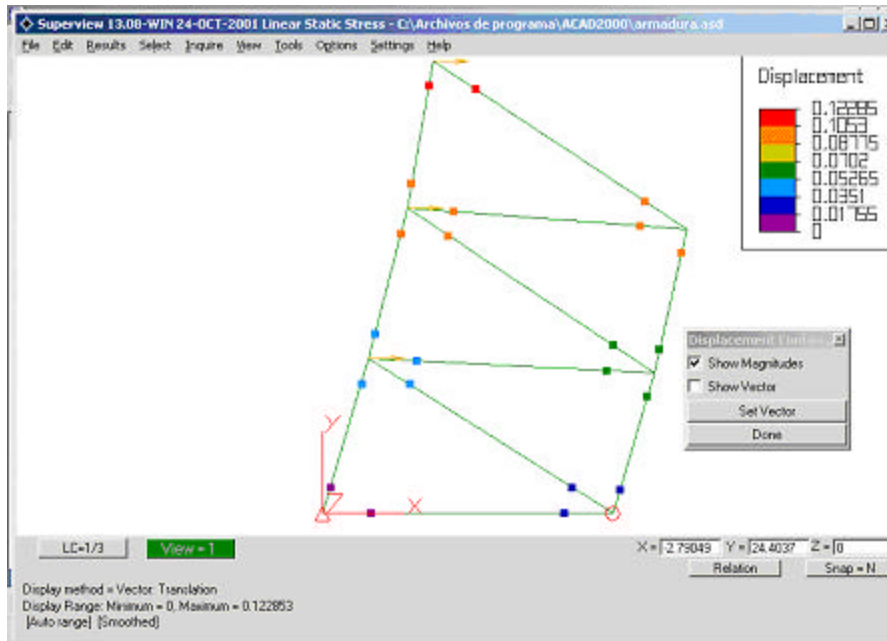 Superview 13.08-WIN 24-OCT-2001 Linear Static Stress - C:\Archivos de programa\ACAD2000\armadura.asd
File Edit Results Select Inquire View Tools Options Settings Help
Displacement
0.12285
0.1053
0.08775
0.0702
0.05265
0.0351
0.01755
0
Displacement
Show Magnitudes
Show Vector
Set Vector
Done
Y
Z
X
LC=1/3
View = 1
X = -2.79049 Y = 24.4037 Z = 0
Relation
Snap = N
Display method = Vector: Translation
Display Range: Minimum = 0, Maximum = 0.122853
[Auto range] [Smoothed]